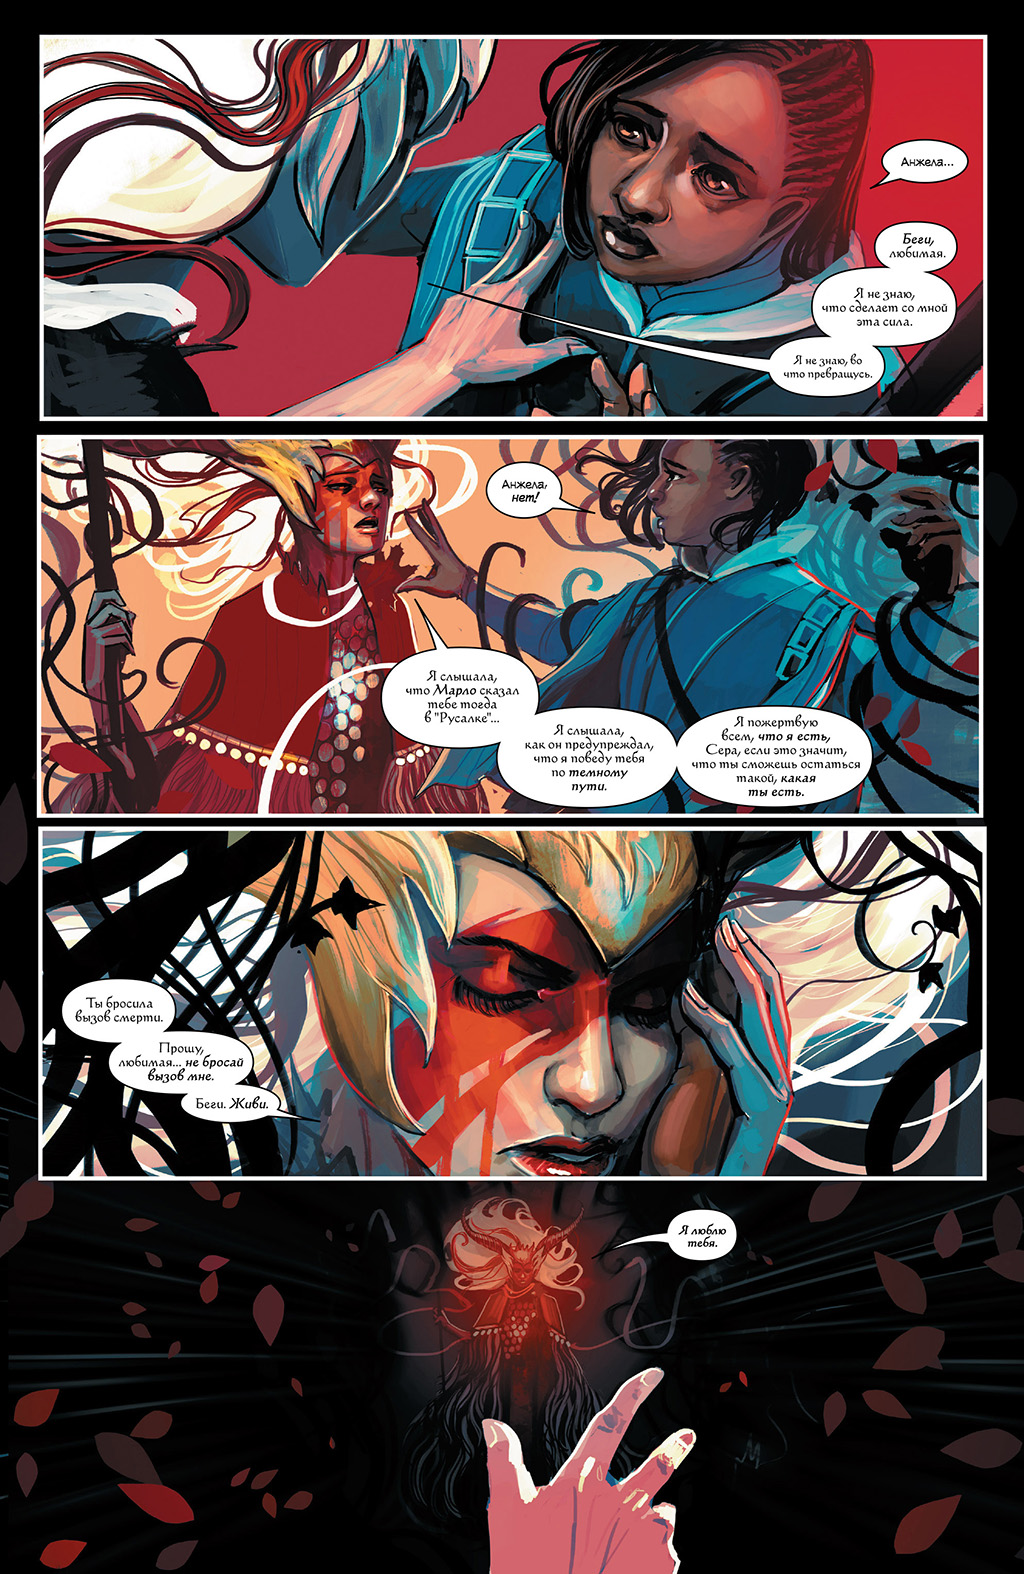 Анжела...
Беги,
любимая.
Я не знаю,
что сделает со мной
эта сила.
Я не знаю, во
что превращусь.
Анжела,
нет!
Я слышала,
что Марло сказал
тебе тогда
в "Русалке"...
Я слышала,
как он предупреждал,
что я поведу тебя
по темному
пути.
Я пожертвую
всем, что я есть,
Сера, если это значит,
что ты сможешь остаться
такой, какая
ты есть.
Ты бросила
вызов смерти.
Прошу,
любимая... не бросай
вызов мне.
Беги. Живи.
Я люблю
тебя.